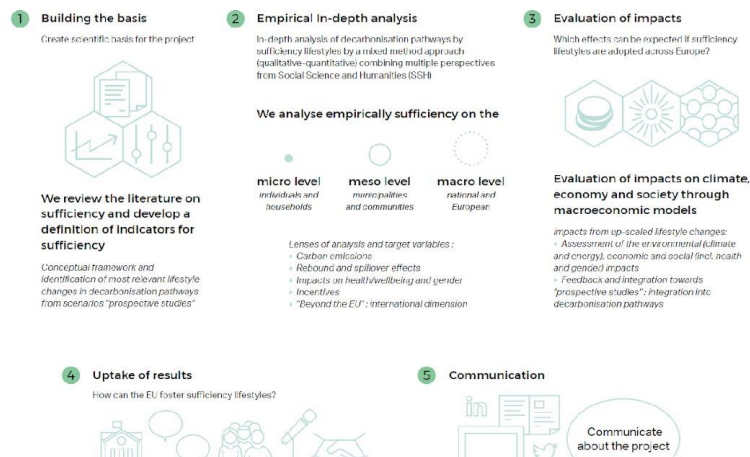 1 Building the basis
Create scientific basis for the project
We review the literature on
sufficiency and develop a
definition of indicators for
sufficiency
Conceptual framework and
identification of most relevant lifestyle
changes in decarbonisation pathways
from scenarios "prospective studies"
2 Empirical In-depth analysis
In-depth analysis of decarbonisation pathways by
sufficiency lifestyles by a mixed method approach
(qualitative-quantitative) combining multiple perspectives
from Social Science and Humanities (SSH)
We analyse empirically sufficiency on the
micro level
individuals and
households
meso level
municipalities
and communities
macro level
national and
European
Lenses of analysis and target variables :
• Carbon emissions
• Rebound and spillover effects
• Impacts on health/wellbeing and gender
• Incentives
• "Beyond the EU" : international dimension
3 Evaluation of impacts
Which effects can be expected if sufficiency
lifestyles are adopted across Europe?
Evaluation of impacts on climate,
economy and society through
macroeconomic models
Impacts from up-scaled lifestyle changes:
• Assessment of the environmental (climate
and energy), economic and social (incl. health
and gender) impacts
• Feedback and integration towards
"prospective studies" : integration into
decarbonisation pathways
4 Uptake of results
How can the EU foster sufficiency lifestyles?
5 Communication
in
Communicate
about the project